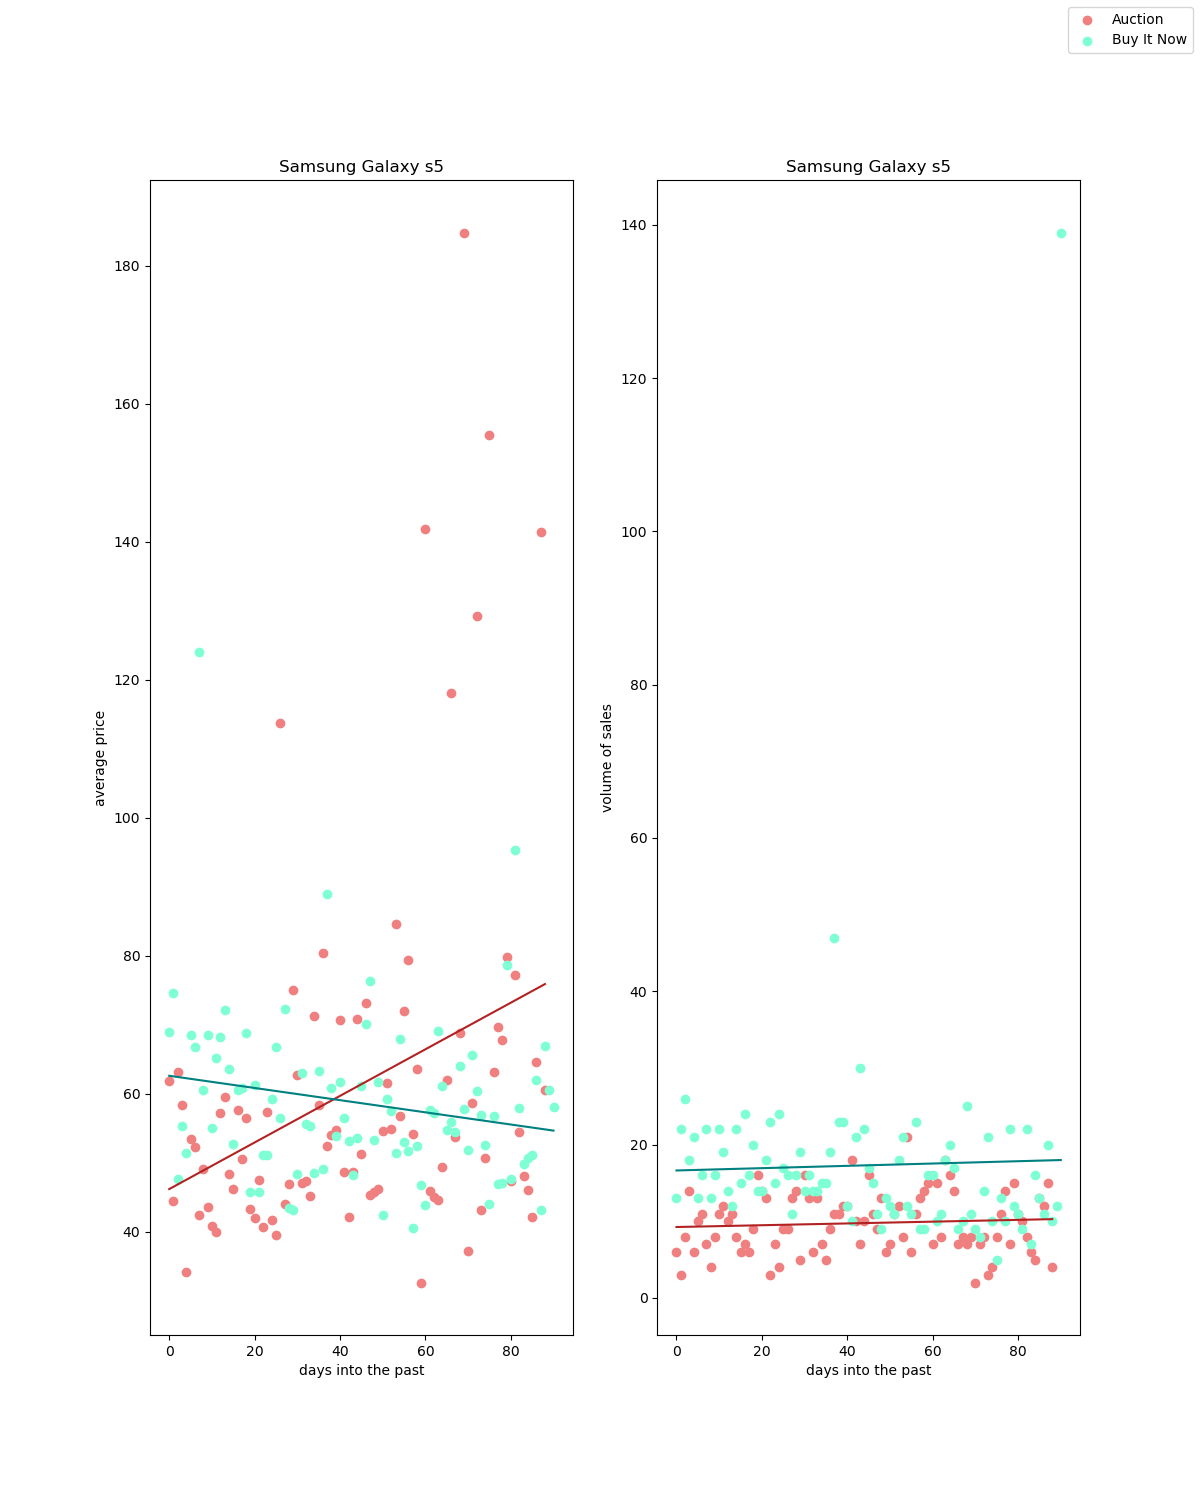 Auction
Buy It Now
Samsung Galaxy s5
180
160
140
120
100
80
60
40
average price
0 20 40 60 80
days into the past
Samsung Galaxy s5
140
120
100
80
60
40
20
0
volume of sales
0 20 40 60 80
days into the past